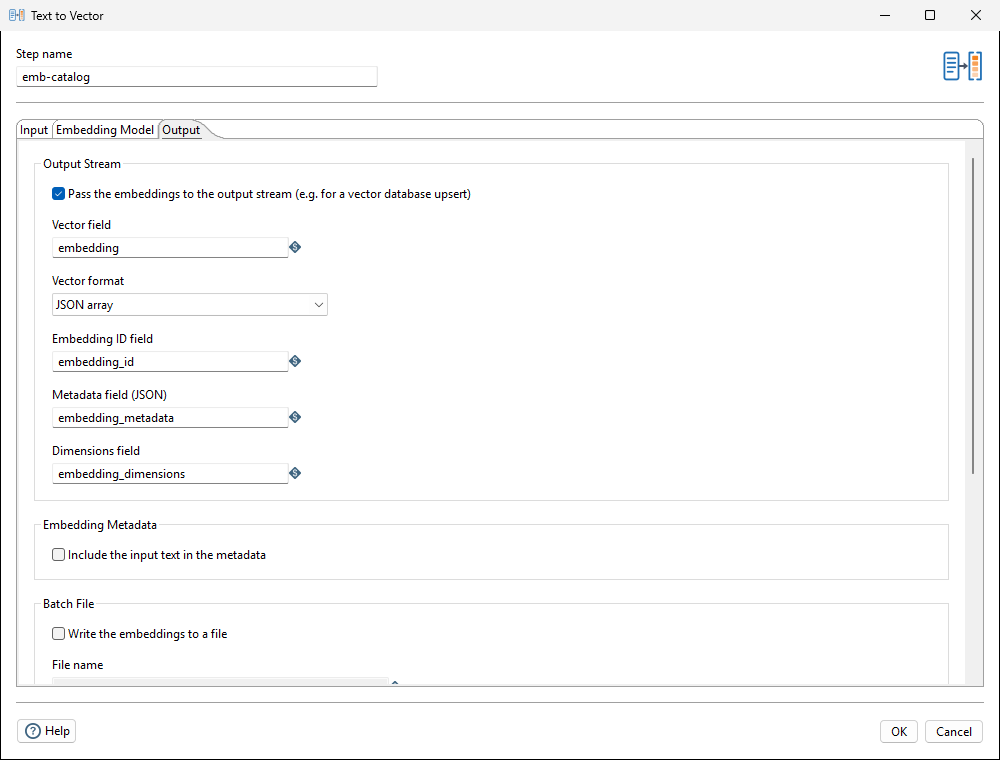 Text to Vector
Step name
emb-catalog
Input
Embedding Model
Output
Output Stream
Pass the embeddings to the output stream (e.g. for a vector database upsert)
Vector field
embedding
Vector format
JSON array
Embedding ID field
embedding_id
Metadata field (JSON)
embedding_metadata
Dimensions field
embedding_dimensions
Embedding Metadata
Include the input text in the metadata
Batch File
Write the embeddings to a file
File name
Help
OK
Cancel